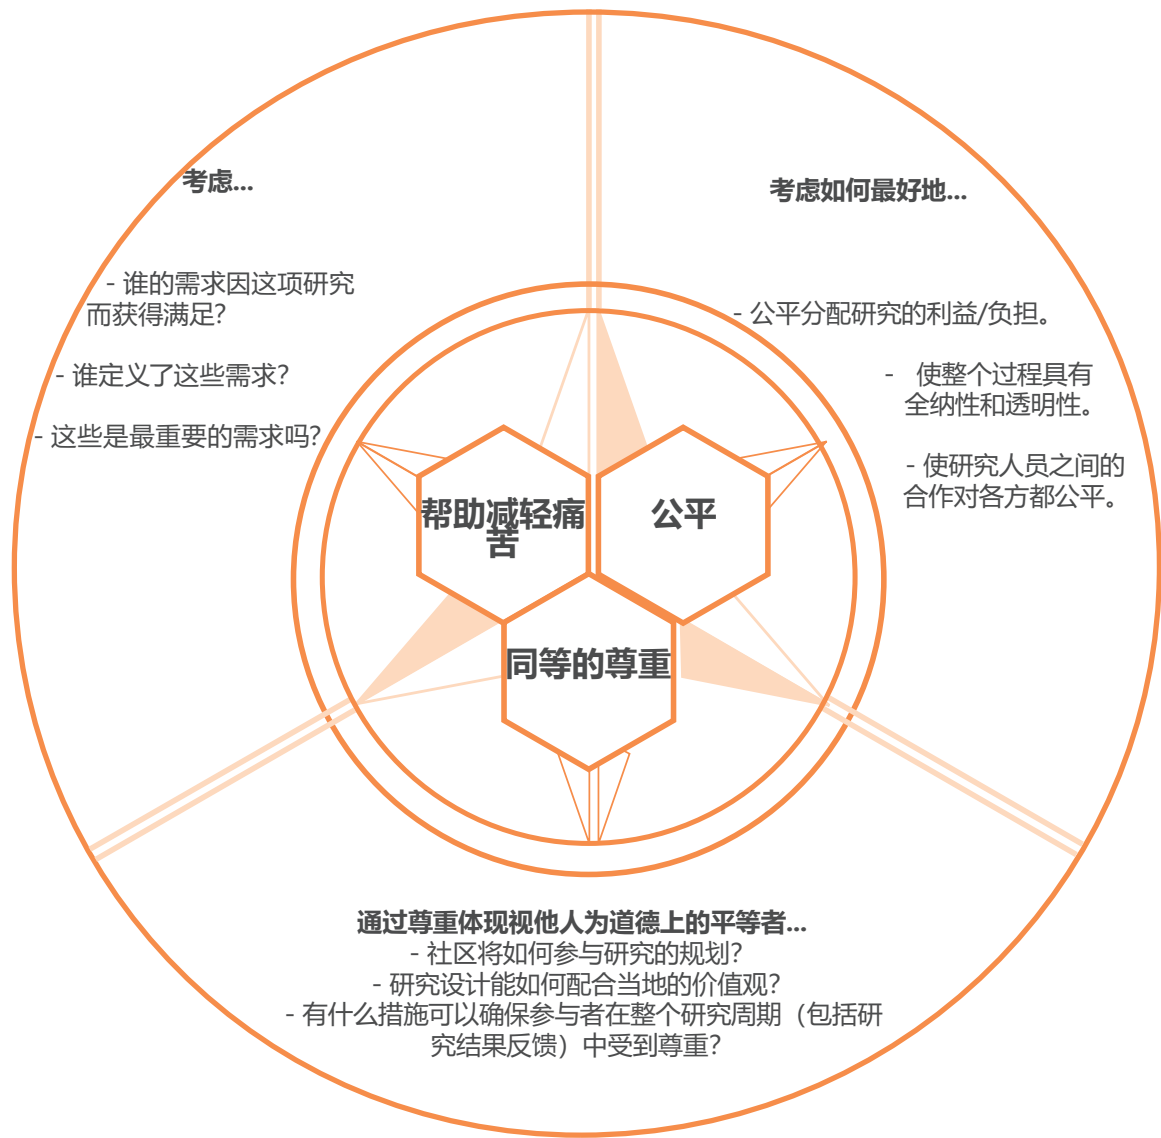 考虑...
- 谁的需求因这项研究
而获得满足?
- 谁定义了这些需求?
- 这些是最重要的需求吗?
考虑如何最好地...
- 公平分配研究的利益/负担。
- 使整个过程具有
全纳性和透明性。
- 使研究人员之间的
合作对各方都公平。
帮助减轻痛
苦
公平
同等的尊重
通过尊重体现视他人为道德上的平等者...
- 社区将如何参与研究的规划?
- 研究设计能如何配合当地的价值观?
- 有什么措施可以确保参与者在整个研究周期（包括研
究结果反馈）中受到尊重?